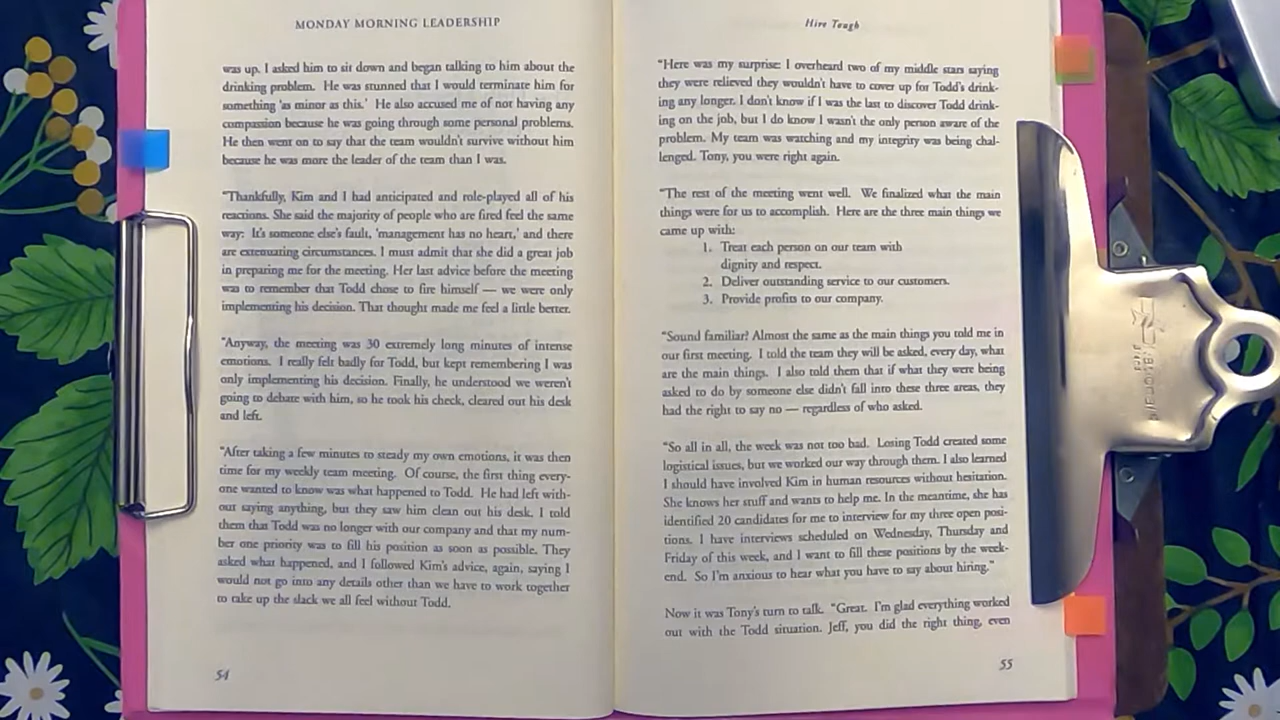 MONDAY MORNING LEADERSHIP
was up. I asked him to sit down and began talking to him about the
drinking problem. He was stunned that I would terminate him for
something 'as minor as this.' He also accused me of not having any
compassion because he was going through some personal problems.
He then went on to say that the team wouldn't survive without him
because he was more the leader of the team than I was.
"Thankfully, Kim and I had anticipated and role-played all of his
reactions. She said the majority of people who are fired feel the same
way: It's someone else's fault, 'management has no heart,' and there
are extenuating circumstances. I must admit that she did a great job
in preparing me for the meeting. Her last advice before the meeting
was to remember that Todd chose to fire himself — we were only
implementing his decision. That thought made me feel a little better.
"Anyway, the meeting was 30 extremely long minutes of intense
emotions. I really felt badly for Todd, but kept remembering I was
only implementing his decision. Finally, he understood we weren't
going to debate with him, so he took his check, cleared out his desk
and left.
"After taking a few minutes to steady my own emotions, it was then
time for my weekly team meeting. Of course, the first thing every-
one wanted to know was what happened to Todd. He had left with-
out saying anything, but they saw him clean out his desk. I told
them that Todd was no longer with our company and that my num-
ber one priority was to fill his position as soon as possible. They
asked what happened, and I followed Kim's advice, again, saying I
would not go into any details other than we have to work together
to take up the slack we all feel without Todd.
54
Hire Tough
"Here was my surprise: I overheard two of my middle stars saying
they were relieved they wouldn't have to cover up for Todd's drink-
ing any longer. I don't know if I was the last to discover Todd drink-
ing on the job, but I do know I wasn't the only person aware of the
problem. My team was watching and my integrity was being chal-
lenged. Tony, you were right again.
"The rest of the meeting went well. We finalized what the main
things were for us to accomplish. Here are the three main things we
came up with:
1. Treat each person on our team with
dignity and respect.
2. Deliver outstanding service to our customers.
3. Provide profits to our company.
"Sound familiar? Almost the same as the main things you told me in
our first meeting. I told the team they will be asked, every day, what
are the main things. I also told them that if what they were being
asked to do by someone else didn't fall into these three areas, they
had the right to say no — regardless of who asked.
"So all in all, the week was not too bad. Losing Todd created some
logistical issues, but we worked our way through them. I also learned
I should have involved Kim in human resources without hesitation.
She knows her stuff and wants to help me. In the meantime, she has
identified 20 candidates for me to interview for my three open posi-
tions. I have interviews scheduled on Wednesday, Thursday and
Friday of this week, and I want to fill these positions by the week-
end. So I'm anxious to hear what you have to say about hiring."
Now it was Tony's turn to talk. "Great. I'm glad everything worked
out with the Todd situation. Jeff, you did the right thing, even
55